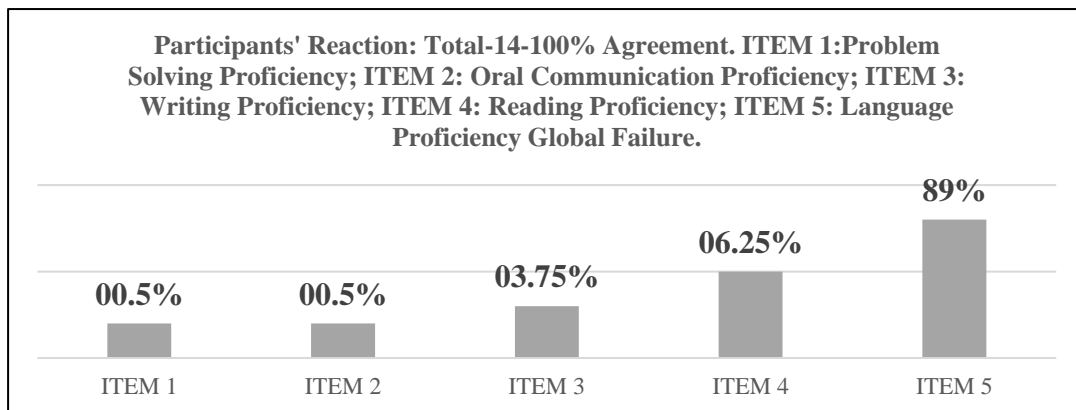 Participants' Reaction: Total-14-100% Agreement. ITEM 1:Problem
Solving Proficiency; ITEM 2: Oral Communication Proficiency; ITEM 3:
Writing Proficiency; ITEM 4: Reading Proficiency; ITEM 5: Language
Proficiency Global Failure.
89%
06.25%
03.75%
00.5% 00.5%
ITEM 1 ITEM 2 ITEM 3 ITEM 4 ITEM 5